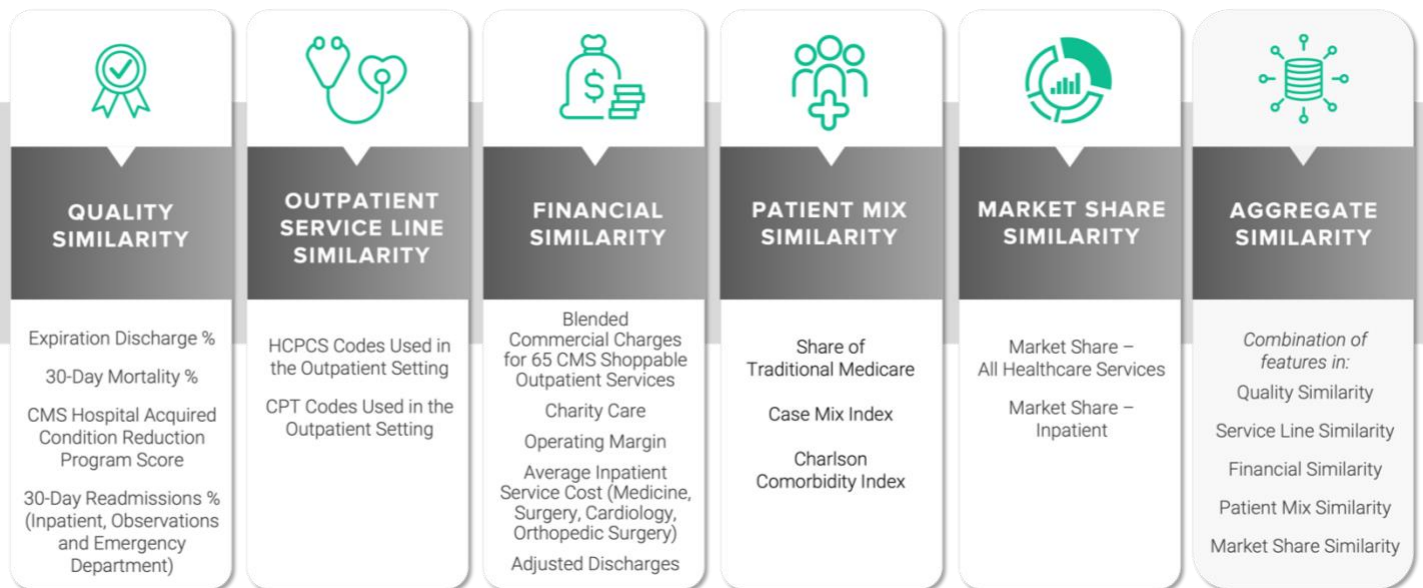 QUALITY
SIMILARITY
Expiration Discharge %
30-Day Mortality %
CMS Hospital Acquired
Condition Reduction
Program Score
30-Day Readmissions %
(Inpatient, Observations
and Emergency
Department)
OUTPATIENT
SERVICE LINE
SIMILARITY
HCPCS Codes Used in
the Outpatient Setting
CPT Codes Used in the
Outpatient Setting
$
FINANCIAL
SIMILARITY
Blended
Commercial Charges
for 65 CMS Shoppable
Outpatient Services
Charity Care
Operating Margin
Average Inpatient
Service Cost (Medicine,
Surgery, Cardiology,
Orthopedic Surgery)
Adjusted Discharges
PATIENT MIX
SIMILARITY
Share of
Traditional Medicare
Case Mix Index
Charlson
Comorbidity Index
MARKET SHARE
SIMILARITY
Market Share –
All Healthcare Services
Market Share –
Inpatient
AGGREGATE
SIMILARITY
Combination of
features in:
Quality Similarity
Service Line Similarity
Financial Similarity
Patient Mix Similarity
Market Share Similarity